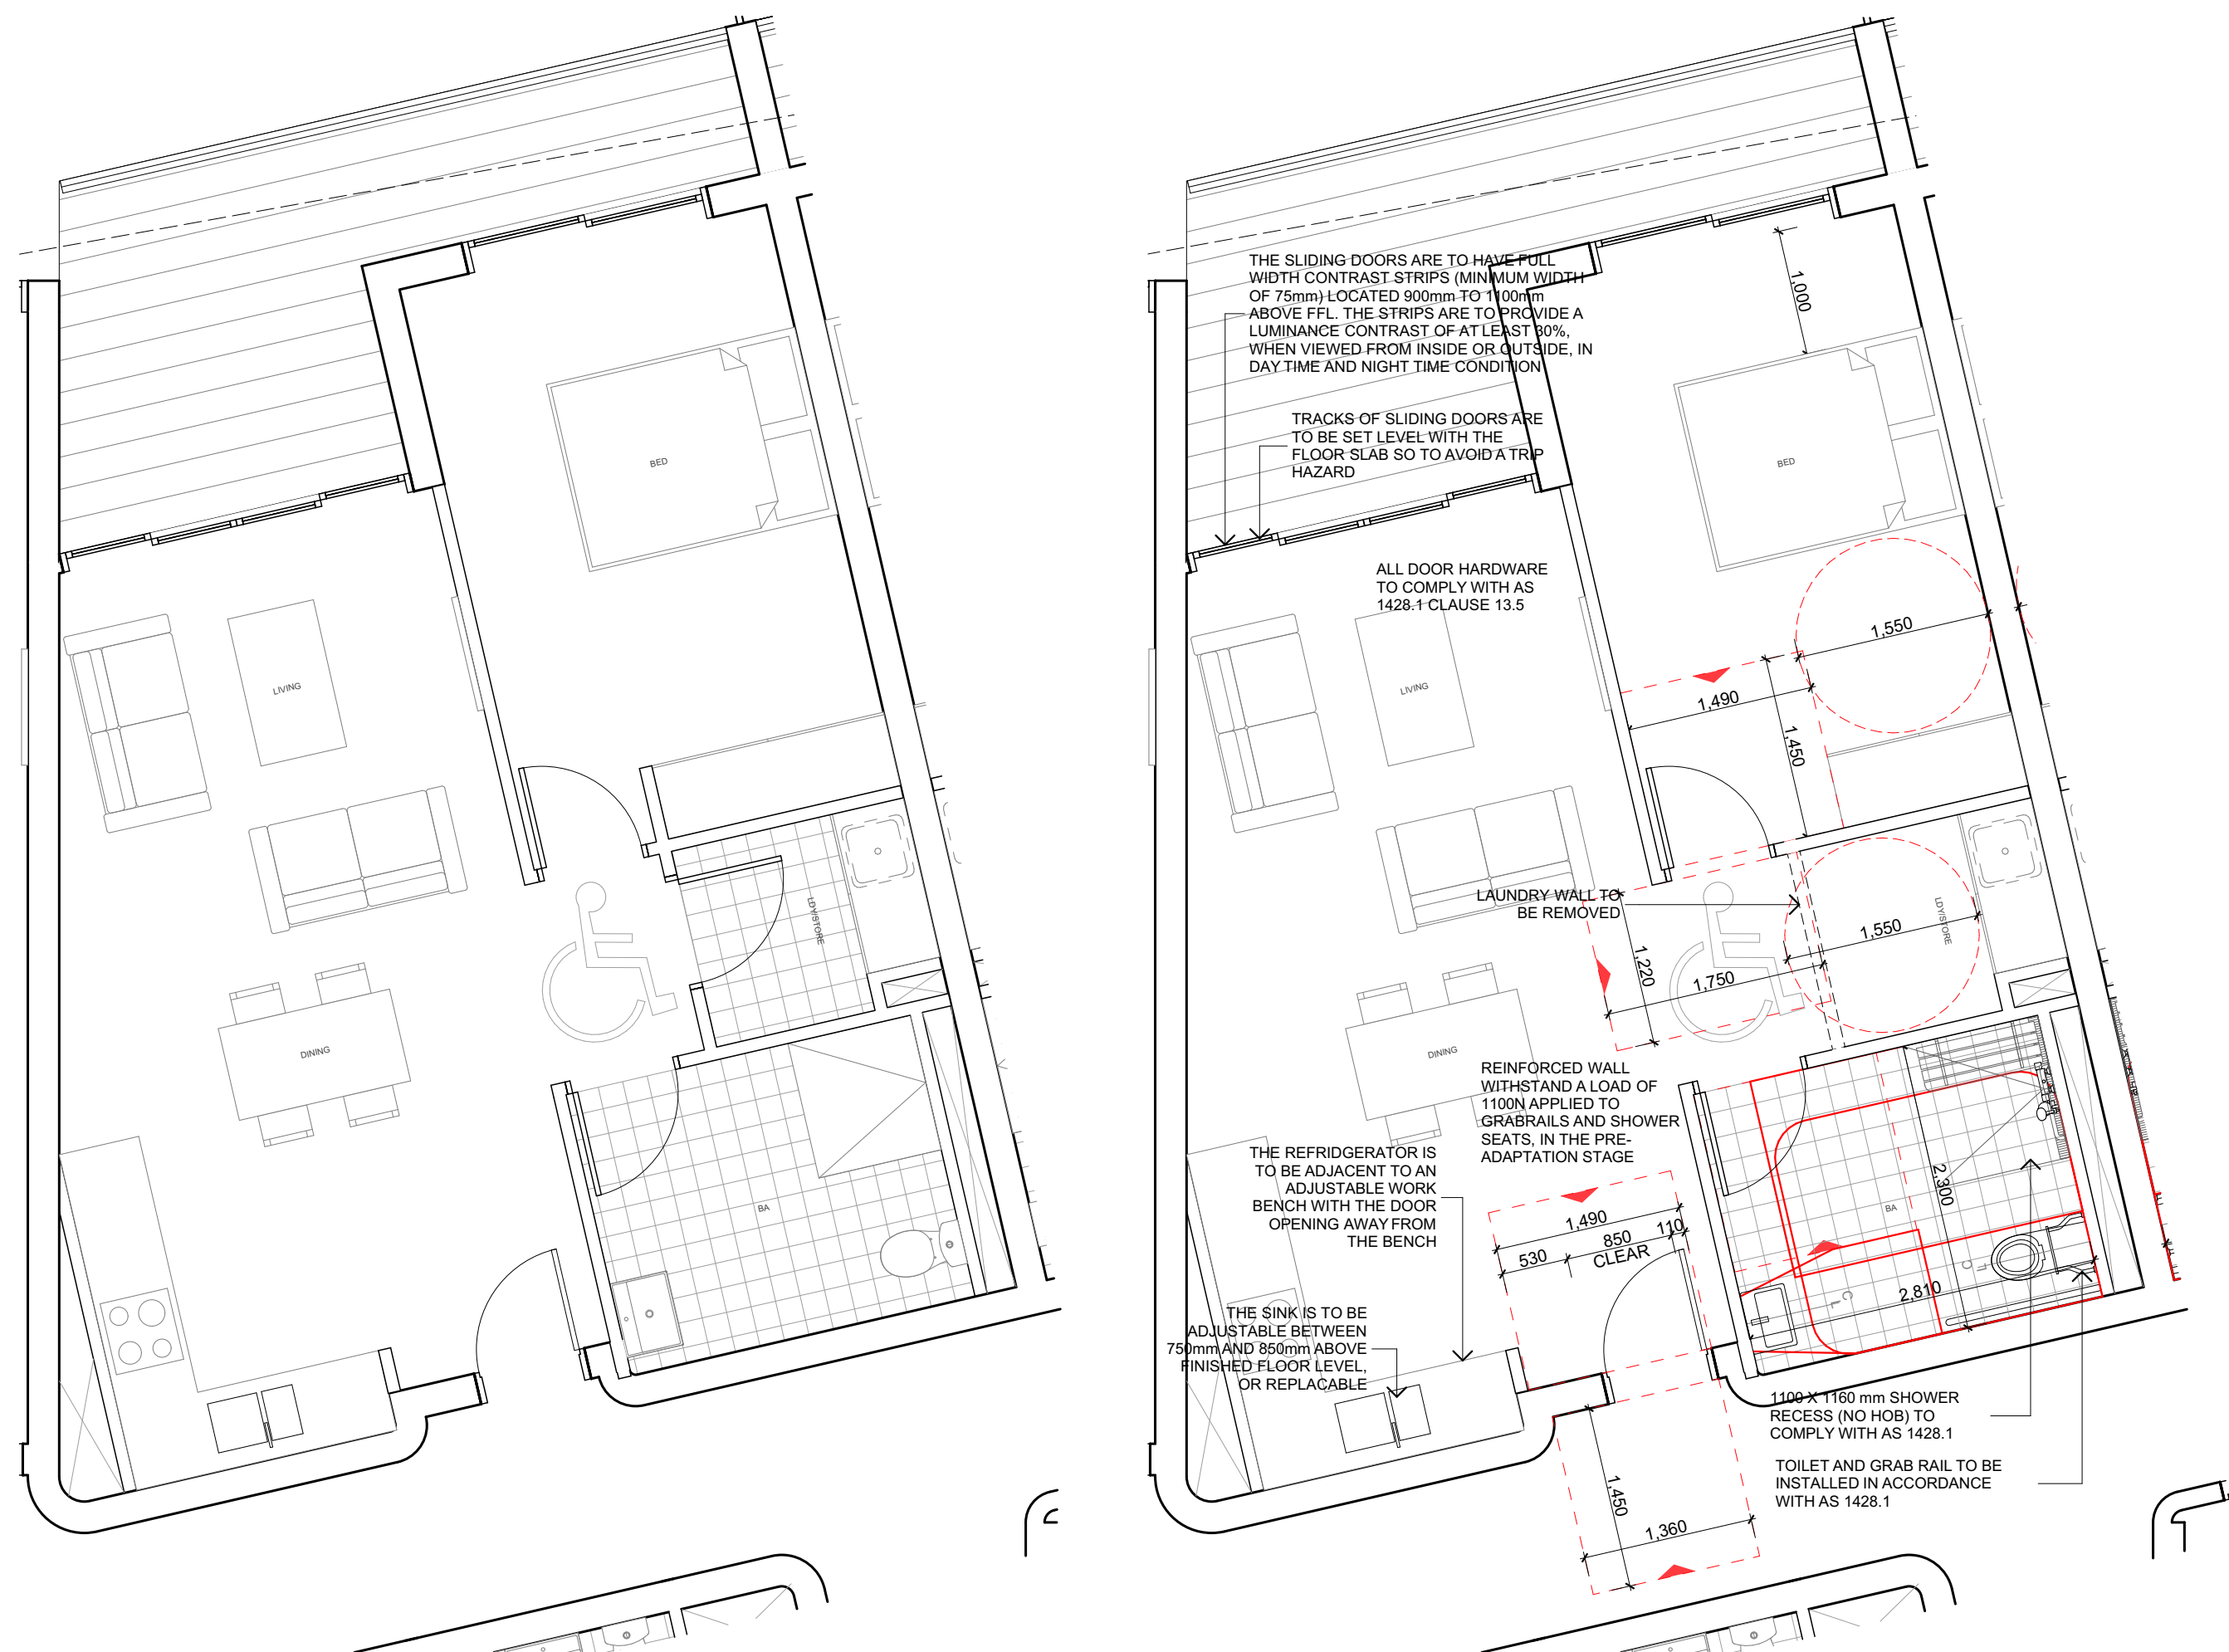 BED
LIVING
LDY/STORE
DINING
BA
THE SLIDING DOORS ARE TO HAVE FULL
WIDTH CONTRAST STRIPS (MINIMUM WIDTH
OF 75mm) LOCATED 900mm TO 1100mm
ABOVE FFL. THE STRIPS ARE TO PROVIDE A
LUMINANCE CONTRAST OF AT LEAST 30%,
WHEN VIEWED FROM INSIDE OR OUTSIDE, IN
DAY TIME AND NIGHT TIME CONDITION
1,000
TRACKS OF SLIDING DOORS ARE
TO BE SET LEVEL WITH THE
FLOOR SLAB SO TO AVOID A TRIP
HAZARD
BED
ALL DOOR HARDWARE
TO COMPLY WITH AS
1428.1 CLAUSE 13.5
1,550
LIVING
1,490
1,450
LAUNDRY WALL TO
BE REMOVED
LDY/STORE
1,550
1,220
1,750
DINING
REINFORCED WALL
WITHSTAND A LOAD OF
1100N APPLIED TO
GRABRAILS AND SHOWER
SEATS, IN THE PRE-
ADAPTATION STAGE
THE REFRIDGERATOR IS
TO BE ADJACENT TO AN
ADJUSTABLE WORK
BENCH WITH THE DOOR
OPENING AWAY FROM
THE BENCH
2,300
BA
1,490
110
850
530
CLEAR
C
L
C
L
2,810
THE SINK IS TO BE
ADJUSTABLE BETWEEN
750mm AND 850mm ABOVE
FINISHED FLOOR LEVEL,
OR REPLACABLE
1100 X 1160 mm SHOWER
RECESS (NO HOB) TO
COMPLY WITH AS 1428.1
TOILET AND GRAB RAIL TO BE
INSTALLED IN ACCORDANCE
WITH AS 1428.1
1,450
1,360